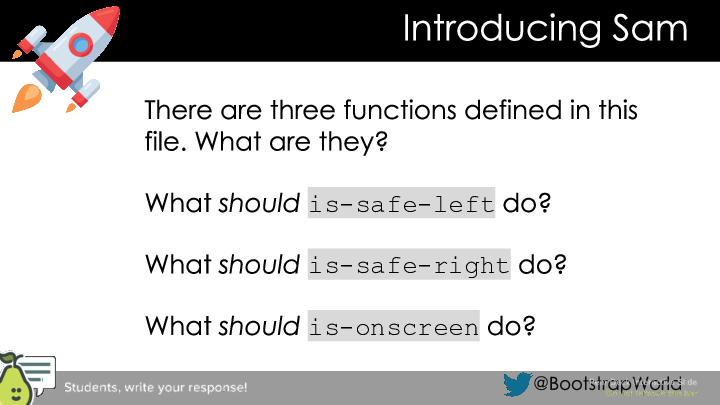 Introducing Sam
There are three functions defined in this
file. What are they?
What should is-safe-left do?
What should is-safe-right do?
What should is-onscreen do?
Students, write your response!
@BootstrapWorld